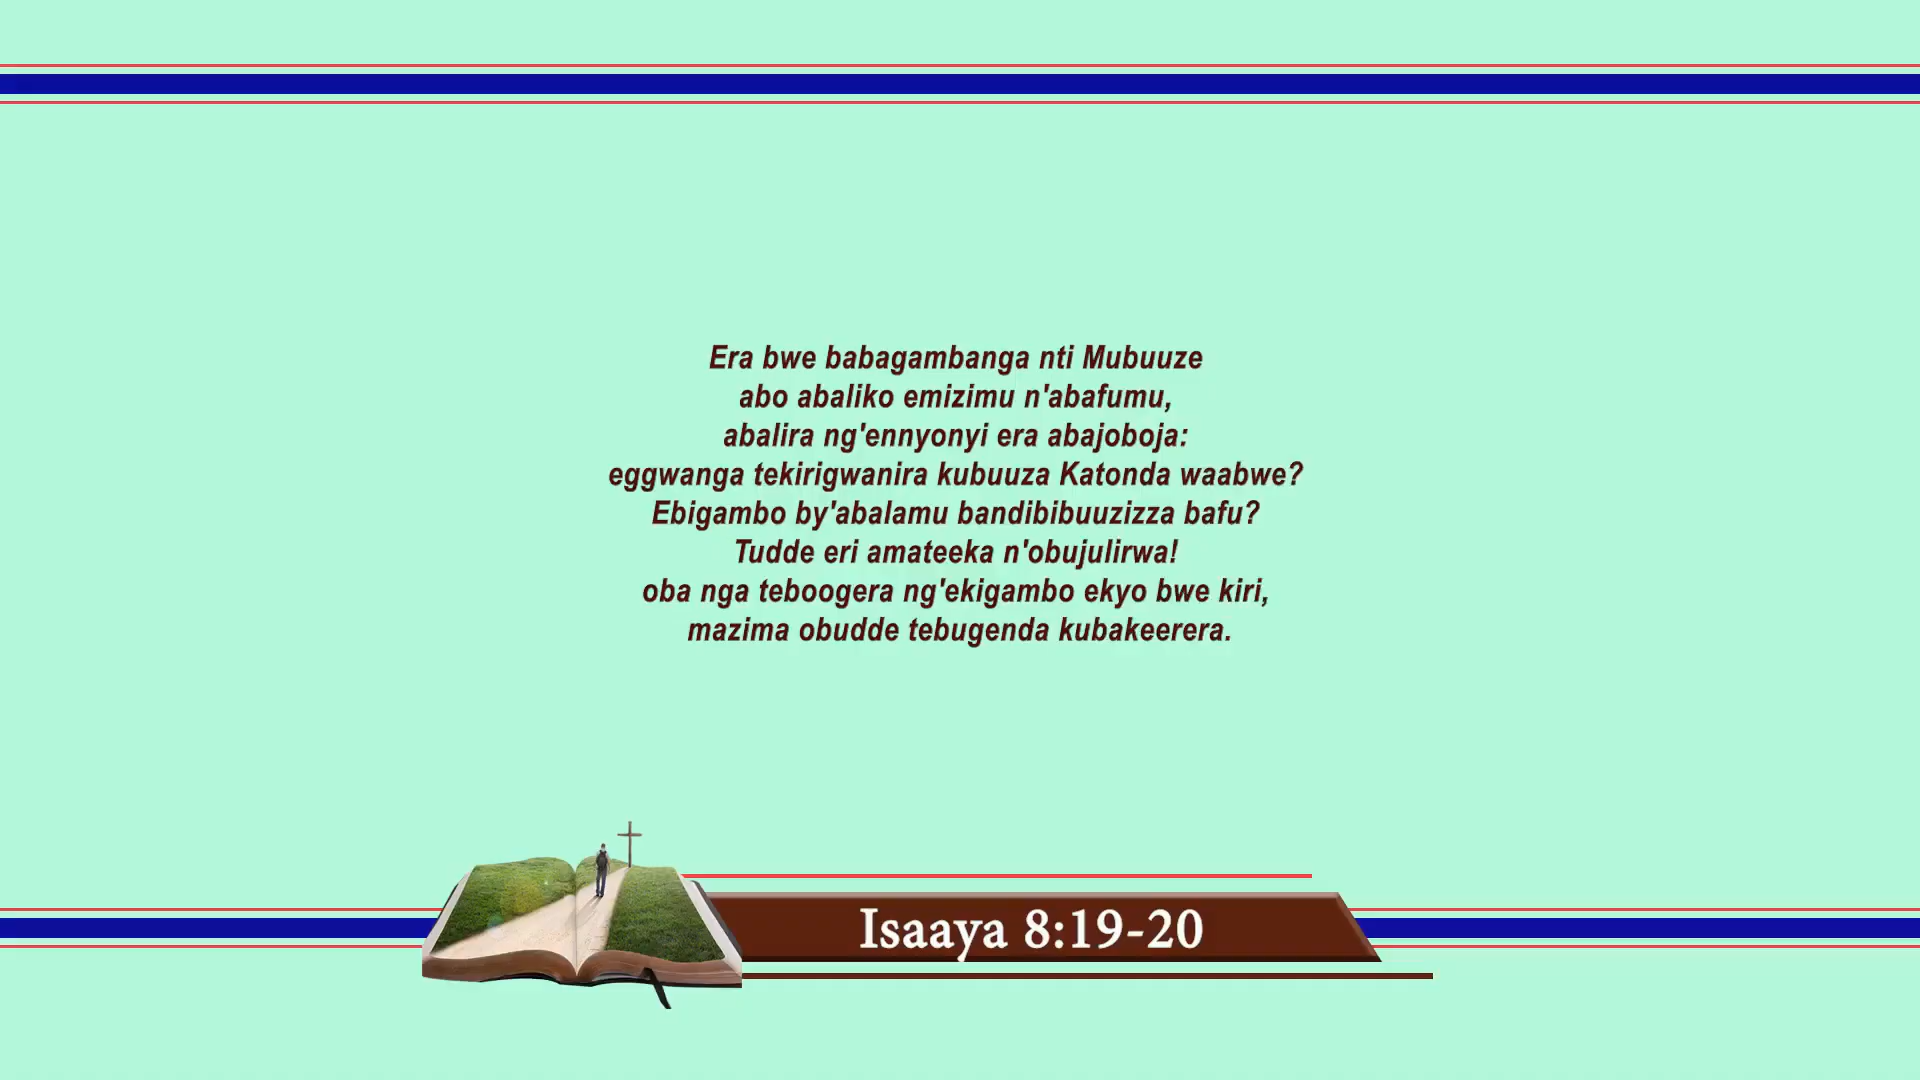 Era bwe babagambanga nti Mubuuze
abo abaliko emizimu n'abafumu,
abalira ng'ennyonyi era abajoboja:
eggwanga tekirigwanira kubuuza Katonda waabwe?
Ebigambo by'abalamu bandibibuuzizza bafu?
Tudde eri amateeka n'obujulirwa!
oba nga teboogera ng'ekigambo ekyo bwe kiri,
mazima obudde tebugenda kubakeerera.
Isaaya 8:19-20